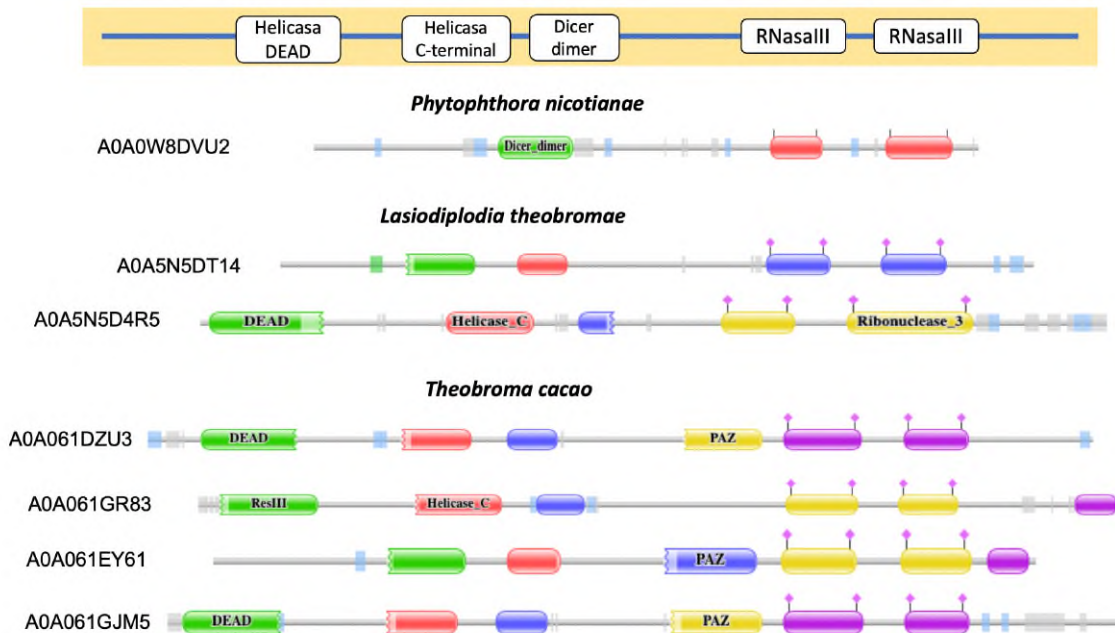 Helicasa
DEAD
Helicasa
C-terminal
Dicer
dimer
RNasaIII
RNasaIII
Phytophthora nicotianae
A0A0W8DVU2
Dicer_dimer
Lasiodiplodia theobromae
A0A5N5DT14
A0A5N5D4R5
DEAD
Helicase_C
Ribonuclease_3
Theobroma cacao
A0A061DZU3
DEAD
PAZ
A0A061GR83
ResIII
Helicase_C
A0A061EY61
PAZ
A0A061GJM5
DEAD
PAZ